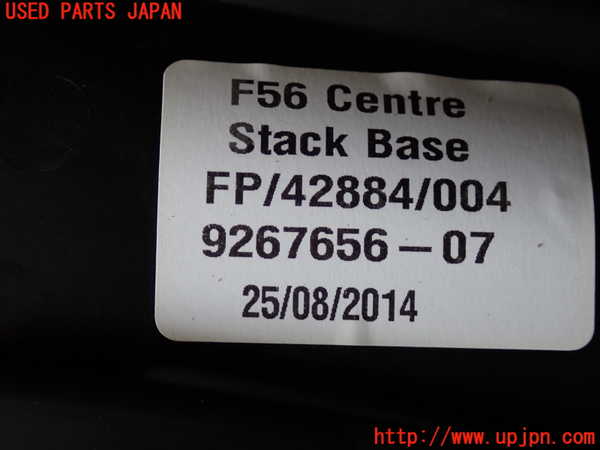 USED PARTS JAPAN
F56 Centre
Stack Base
FP/42884/004
9267656-07
25/08/2014
http://www.upjpn.com/